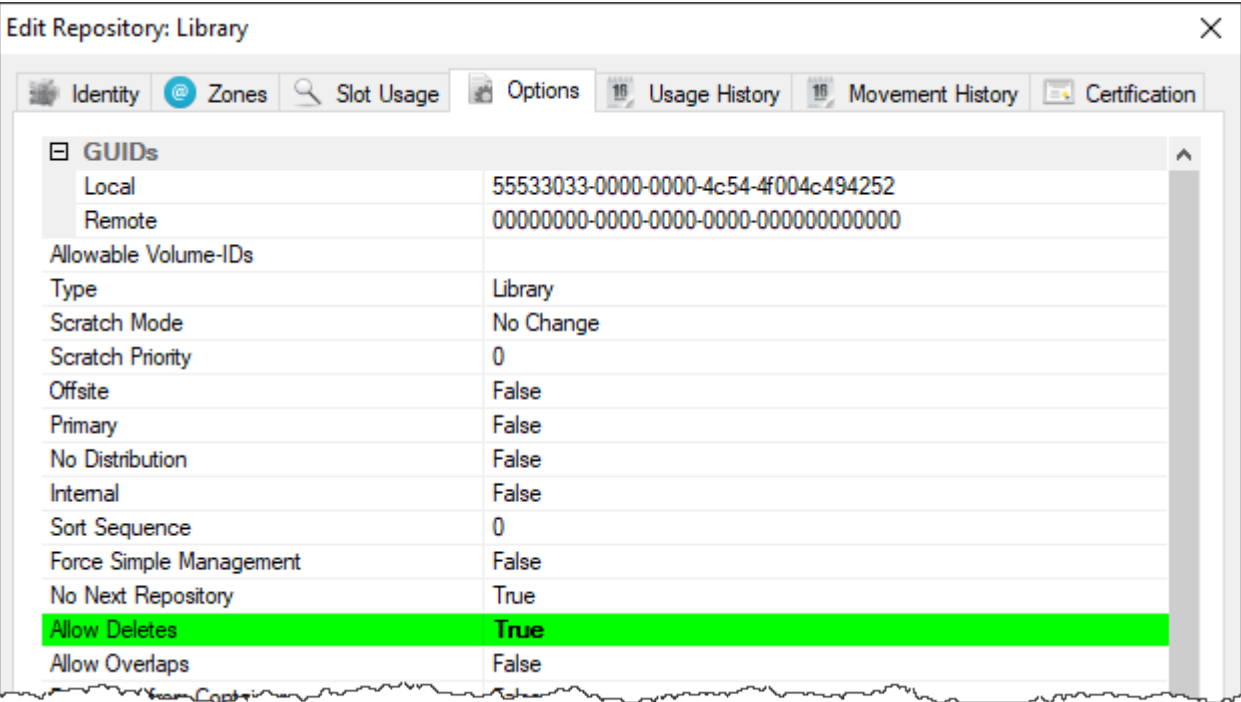 Edit Repository: Library
Identity Zones Slot Usage Options Usage History Movement History Certification
GUIDs
Local 55533033-0000-0000-4c54-4f004c494252
Remote 00000000-0000-0000-0000-000000000000
Allowable Volume-IDs
Type Library
Scratch Mode No Change
Scratch Priority 0
Offsite False
Primary False
No Distribution False
Internal False
Sort Sequence 0
Force Simple Management False
No Next Repository True
Allow Deletes True
Allow Overlaps False